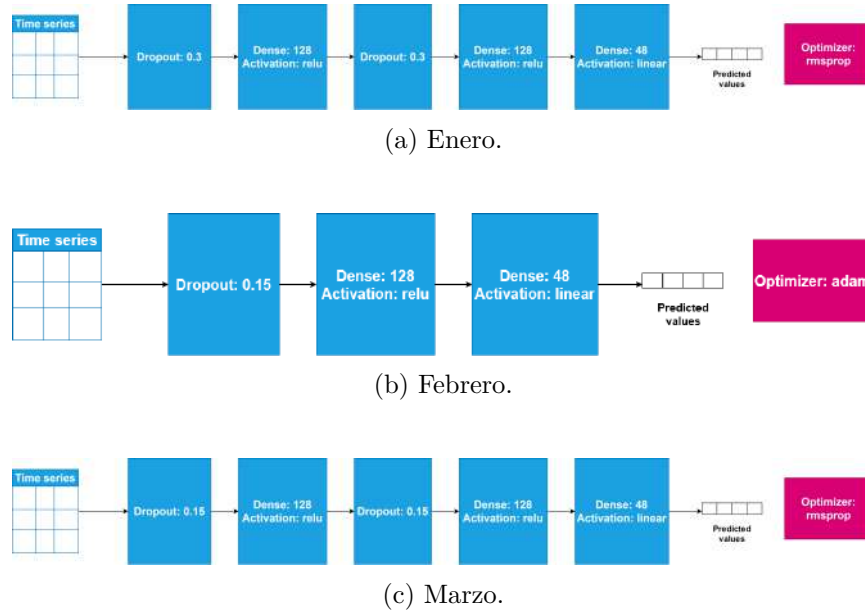 Time series
Dropout: 0.3
Dense: 128
Activation: relu
Dropout: 0.3
Dense: 128
Activation: relu
Dense: 48
Activation: linear
Predicted
values
Optimizer:
rmsprop
(a) Enero.
Time series
Dropout: 0.15
Dense: 128
Activation: relu
Dense: 48
Activation: linear
Predicted
values
Optimizer: adam
(b) Febrero.
Time series
Dropout: 0.15
Dense: 128
Activation: relu
Dropout: 0.15
Dense: 128
Activation: relu
Dense: 48
Activation: linear
Predicted
values
Optimizer:
rmsprop
(c) Marzo.